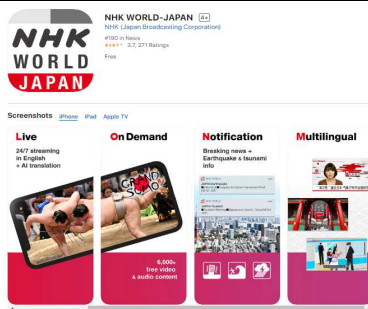 NHK
WORLD
JAPAN
NHK WORLD-JAPAN 4+
NHK (Japan Broadcasting Corporation)
#190 in News
3.7, 271 Ratings
Free
Screenshots iPhone iPad Apple TV
Live
24/7 streaming
in English
+ AI translation
On Demand
GRAND
SUMO
6,000+
free video
& audio content
Notification
Breaking news +
Earthquake & tsunami
info
Multilingual